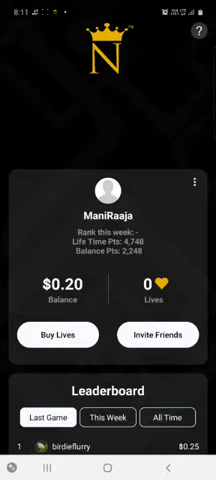 8:11
N
TM
?
ManiRaaja
Rank this week: -
Life Time Pts: 4,748
Balance Pts: 2,248
$0.20
Balance
0
Lives
Buy Lives
Invite Friends
Leaderboard
Last Game
This Week
All Time
1 birdieflurry $0.25